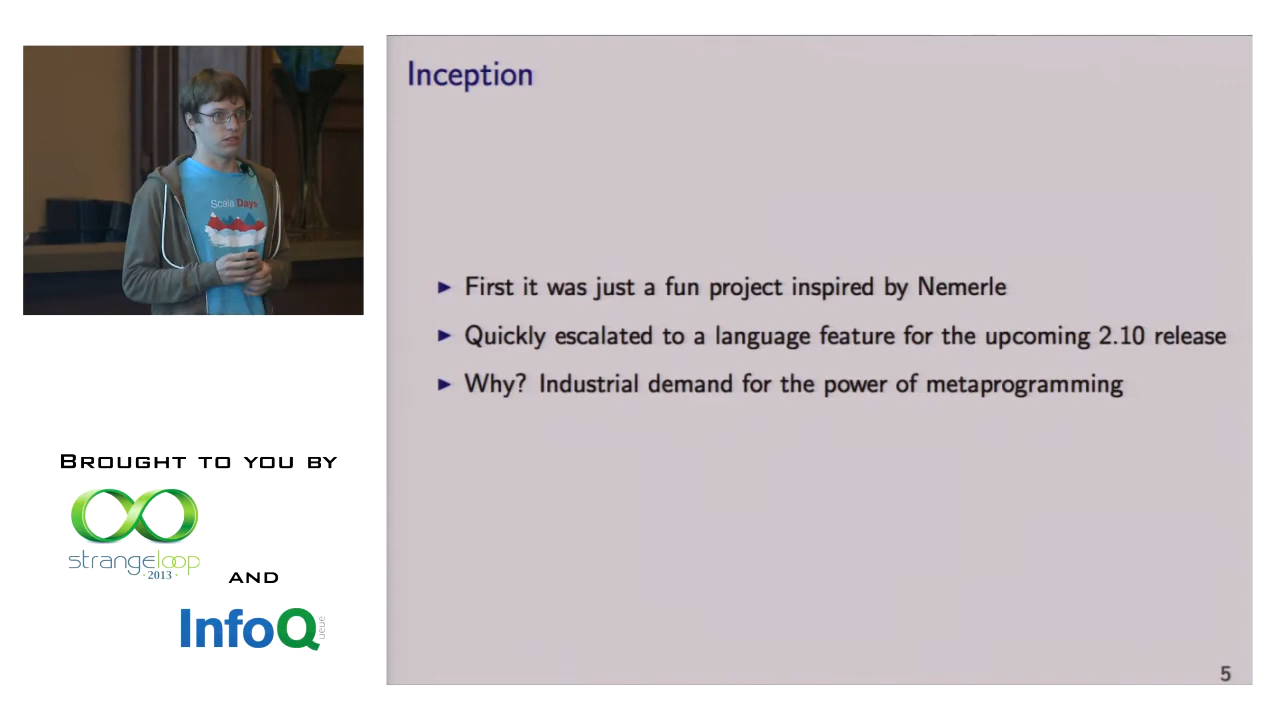 Scala Days
BROUGHT TO YOU BY
strangeloop
· 2013 ·
AND
InfoQ
ueue
Inception
► First it was just a fun project inspired by Nemerle
► Quickly escalated to a language feature for the upcoming 2.10 release
► Why? Industrial demand for the power of metaprogramming
5